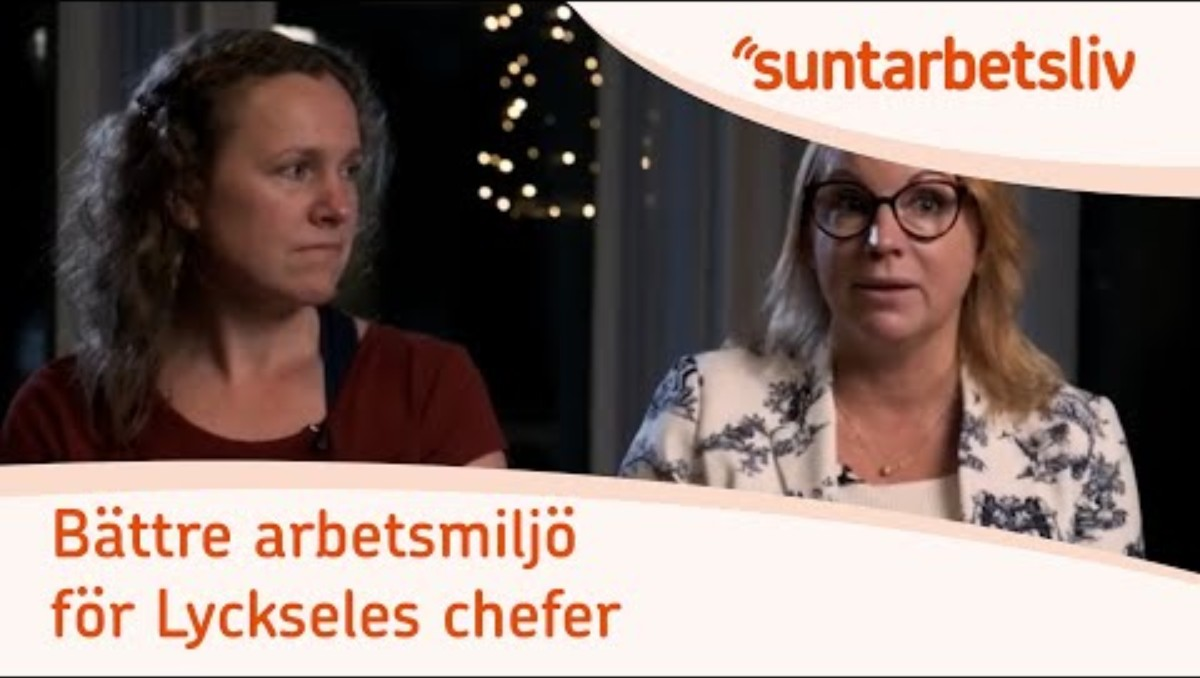 suntarbetsliv
Bättre arbetsmiljö
för Lyckseles chefer